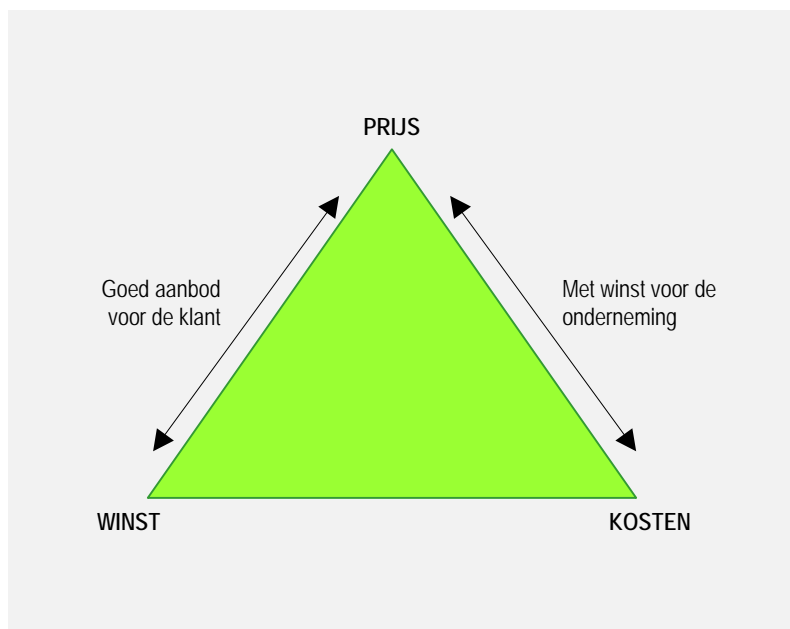 PRIJS
Goed aanbod
voor de klant
Met winst voor de
onderneming
WINST
KOSTEN